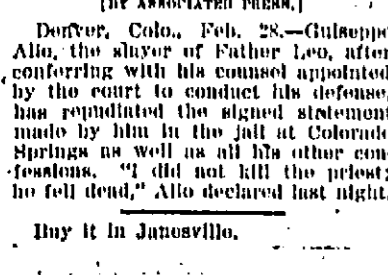 [BY ASSOCIATED PRESS.]
Denver, Colo., Feb. 28.—Guiseppe
Alio, the slayer of Father Leo, after
conferring with his counsel appointed
by the court to conduct his defense,
has repudiated the signed statement
made by him in the jail at Colorado
Springs as well as all his other con-
fessions. "I did not kill the priest;
he fell dead," Alio declared last night.
Buy it in Janesville.